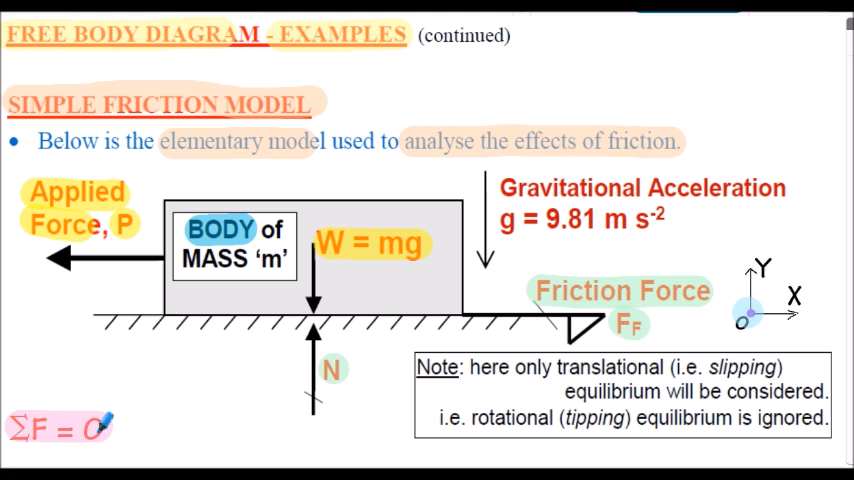 FREE BODY DIAGRAM - EXAMPLES (continued)
SIMPLE FRICTION MODEL
• Below is the elementary model used to analyse the effects of friction.
Applied
Force, P
BODY of
MASS ‘m’
W = mg
Gravitational Acceleration
g = 9.81 m s⁻²
Friction Force
F_F
Y
X
O
N
Note: here only translational (i.e. slipping)
equilibrium will be considered.
i.e. rotational (tipping) equilibrium is ignored.
ΣF = 0